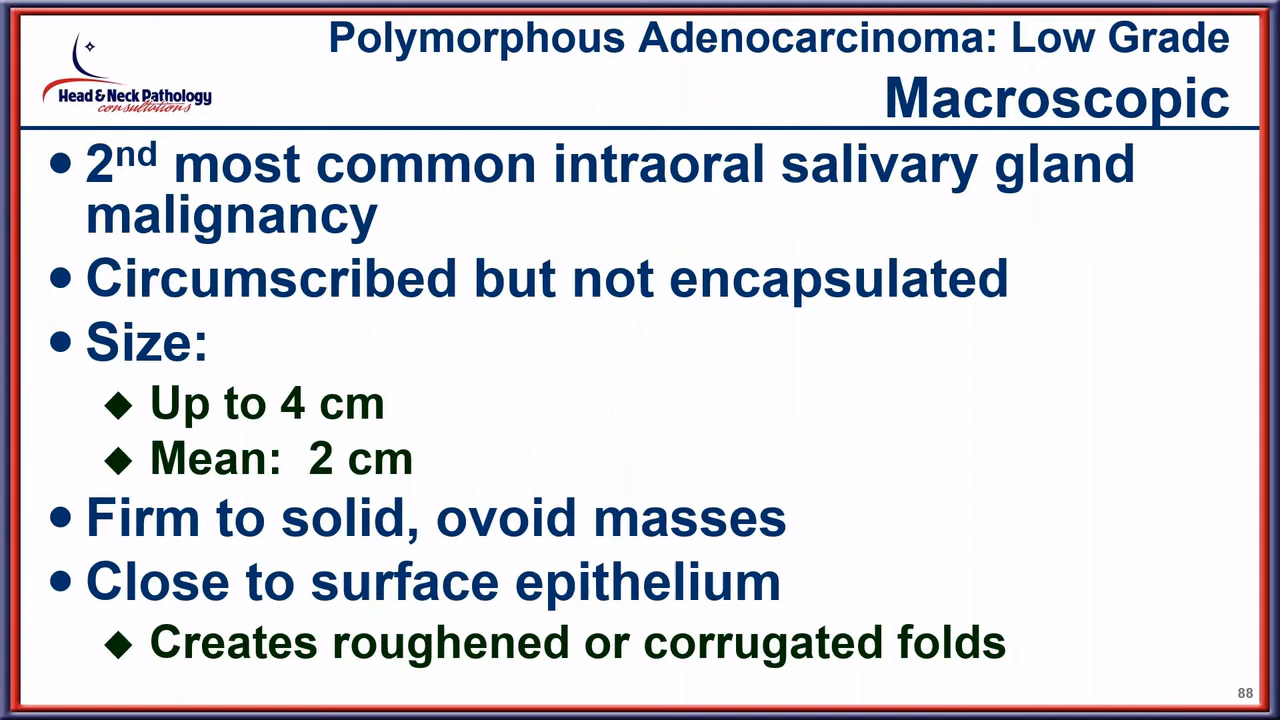 Polymorphous Adenocarcinoma: Low Grade
Head & Neck Pathology
consultations
Macroscopic
• 2nd most common intraoral salivary gland
malignancy
• Circumscribed but not encapsulated
• Size:
◆ Up to 4 cm
◆ Mean: 2 cm
• Firm to solid, ovoid masses
• Close to surface epithelium
◆ Creates roughened or corrugated folds
88